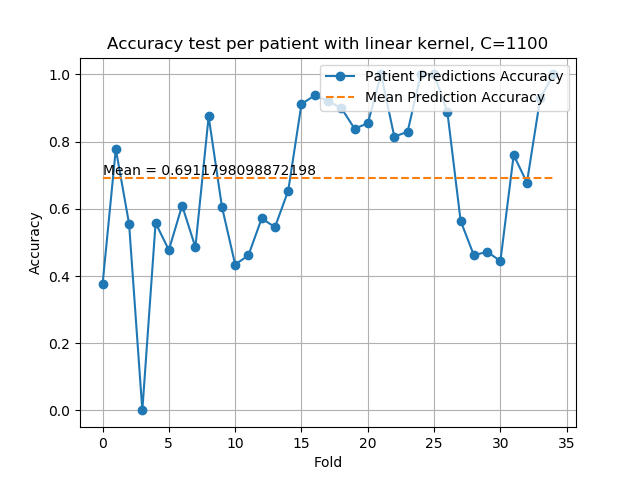 Accuracy test per patient with linear kernel, C=1100
Patient Predictions Accuracy
Mean Prediction Accuracy
Mean = 0.6911798098872198
Accuracy
1.0
0.8
0.6
0.4
0.2
0.0
0 5 10 15 20 25 30 35
Fold